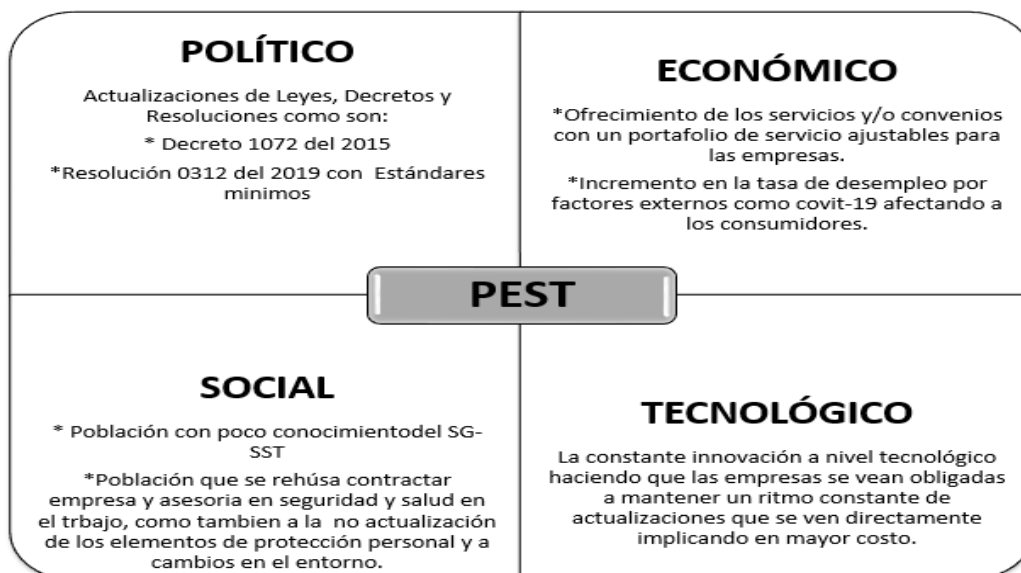 POLÍTICO
Actualizaciones de Leyes, Decretos y
Resoluciones como son:
* Decreto 1072 del 2015
*Resolución 0312 del 2019 con Estándares
minimos
ECONÓMICO
*Ofrecimiento de los servicios y/o convenios
con un portafolio de servicio ajustables para
las empresas.
*Incremento en la tasa de desempleo por
factores externos como covit-19 afectando a
los consumidores.
PEST
SOCIAL
* Población con poco conocimientodel SG-
SST
*Población que se rehúsa contractar
empresa y asesoria en seguridad y salud en
el trbajo, como tambien a la no actualización
de los elementos de protección personal y a
cambios en el entorno.
TECNOLÓGICO
La constante innovación a nivel tecnológico
haciendo que las empresas se vean obligadas
a mantener un ritmo constante de
actualizaciones que se ven directamente
implicando en mayor costo.